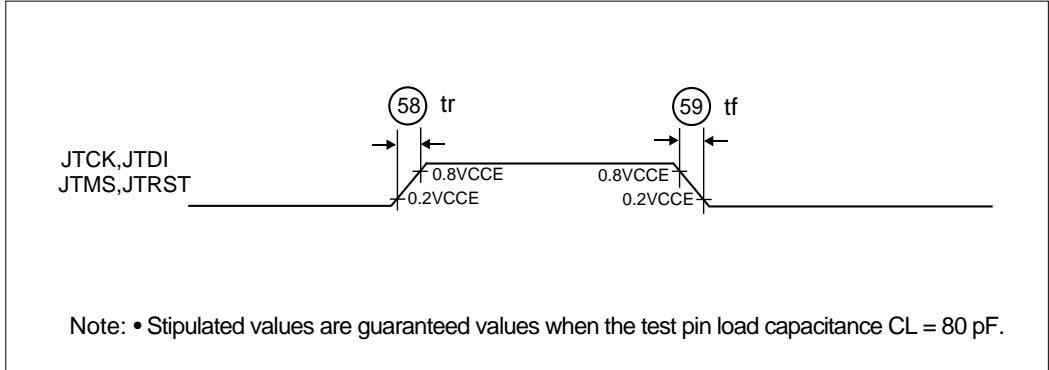 58 tr
59 tf
JTCK,JTDI
JTMS,JTRST
0.8VCCE
0.2VCCE
0.8VCCE
0.2VCCE
Note: • Stipulated values are guaranteed values when the test pin load capacitance CL = 80 pF.